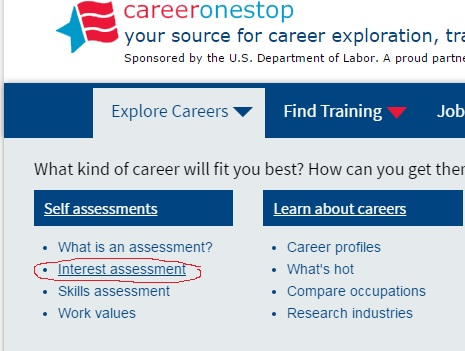 careeronestop
your source for career exploration, tra
Sponsored by the U.S. Department of Labor. A proud partne
Explore Careers
Find Training
Job
What kind of career will fit you best? How can you get ther
Self assessments
What is an assessment?
Interest assessment
Skills assessment
Work values
Learn about careers
Career profiles
What's hot
Compare occupations
Research industries